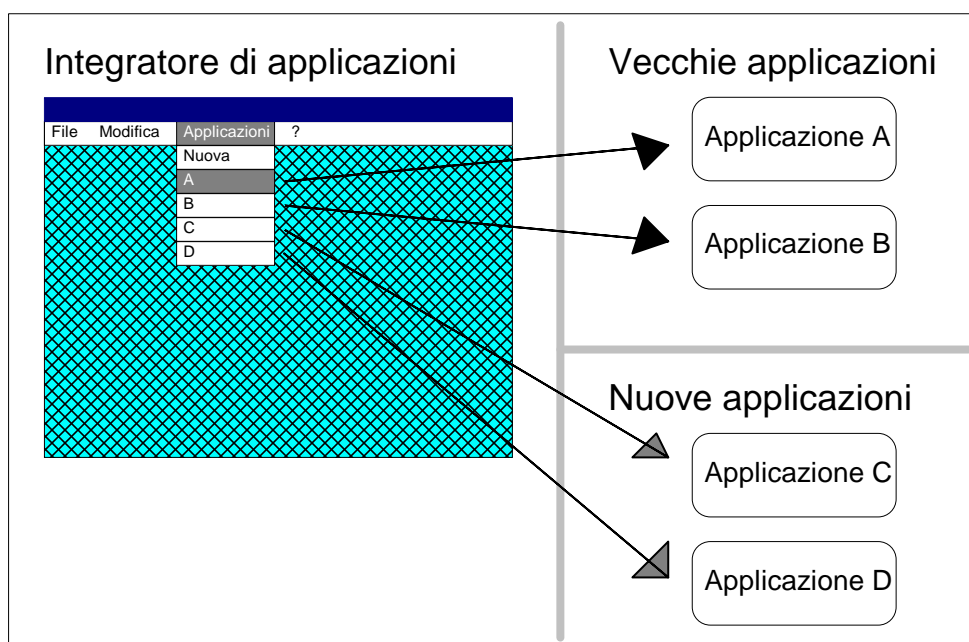 Integratore di applicazioni
File Modifica Applicazioni ?
Nuova
A
B
C
D
Vecchie applicazioni
Applicazione A
Applicazione B
Nuove applicazioni
Applicazione C
Applicazione D